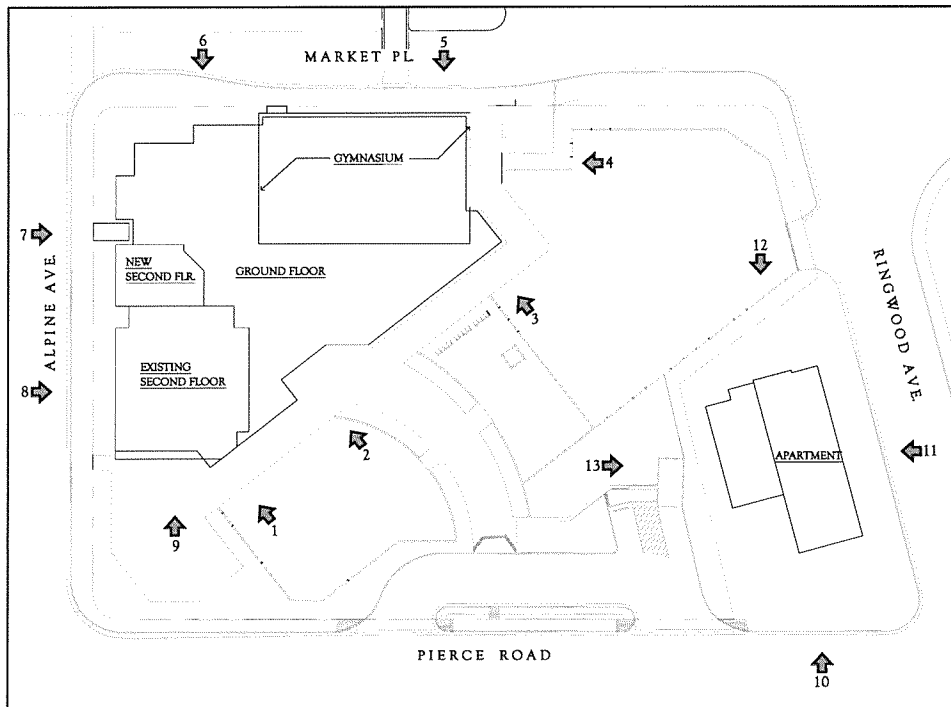 6
5
MARKET PL.
GYMNASIUM
4
7
12
NEW
SECOND FLR.
GROUND FLOOR
3
ALPINE AVE.
RINGWOOD AVE.
EXISTING
SECOND FLOOR
8
2
13
APARTMENT
11
1
9
PIERCE ROAD
10